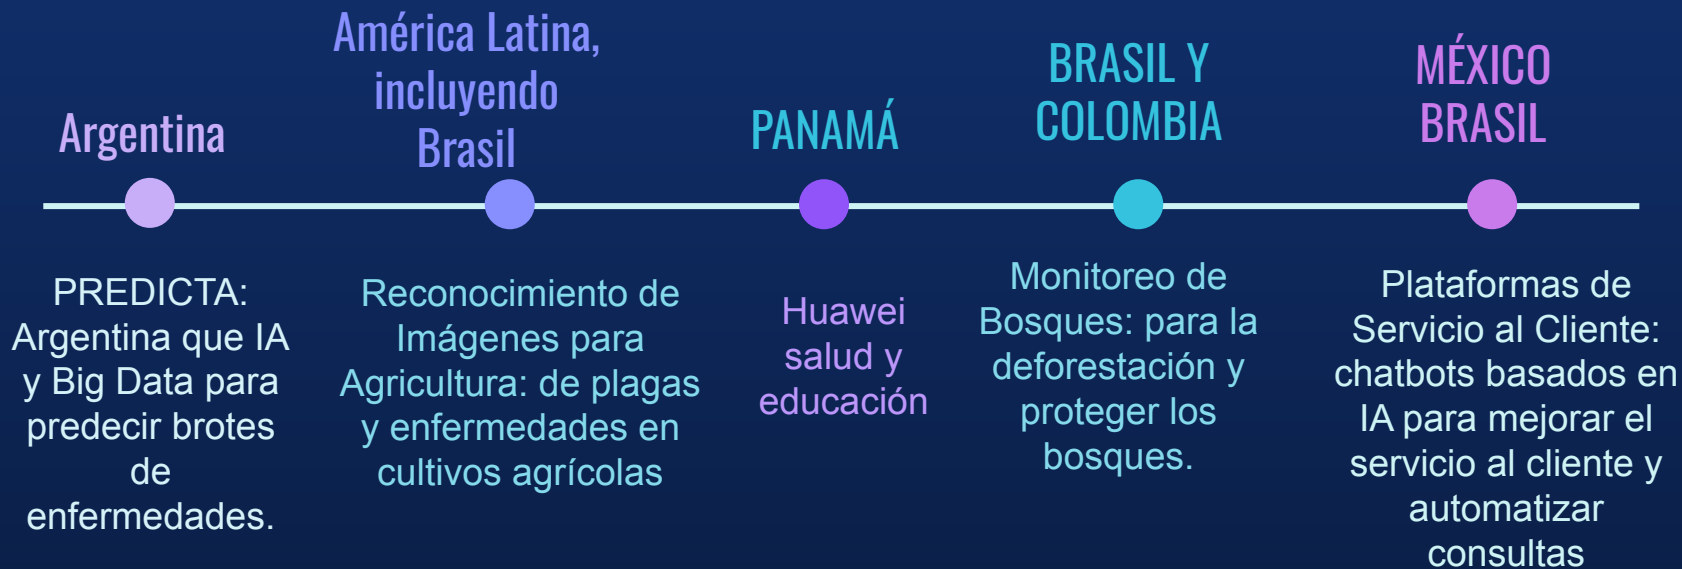 Argentina
PREDICTA:
Argentina que IA
y Big Data para
predecir brotes
de
enfermedades.
América Latina,
incluyendo
Brasil
Reconocimiento de
Imágenes para
Agricultura: de plagas
y enfermedades en
cultivos agrícolas
PANAMÁ
Huawei
salud y
educación
BRASIL Y
COLOMBIA
Monitoreo de
Bosques: para la
deforestación y
proteger los
bosques.
MÉXICO
BRASIL
Plataformas de
Servicio al Cliente:
chatbots basados en
IA para mejorar el
servicio al cliente y
automatizar
consultas